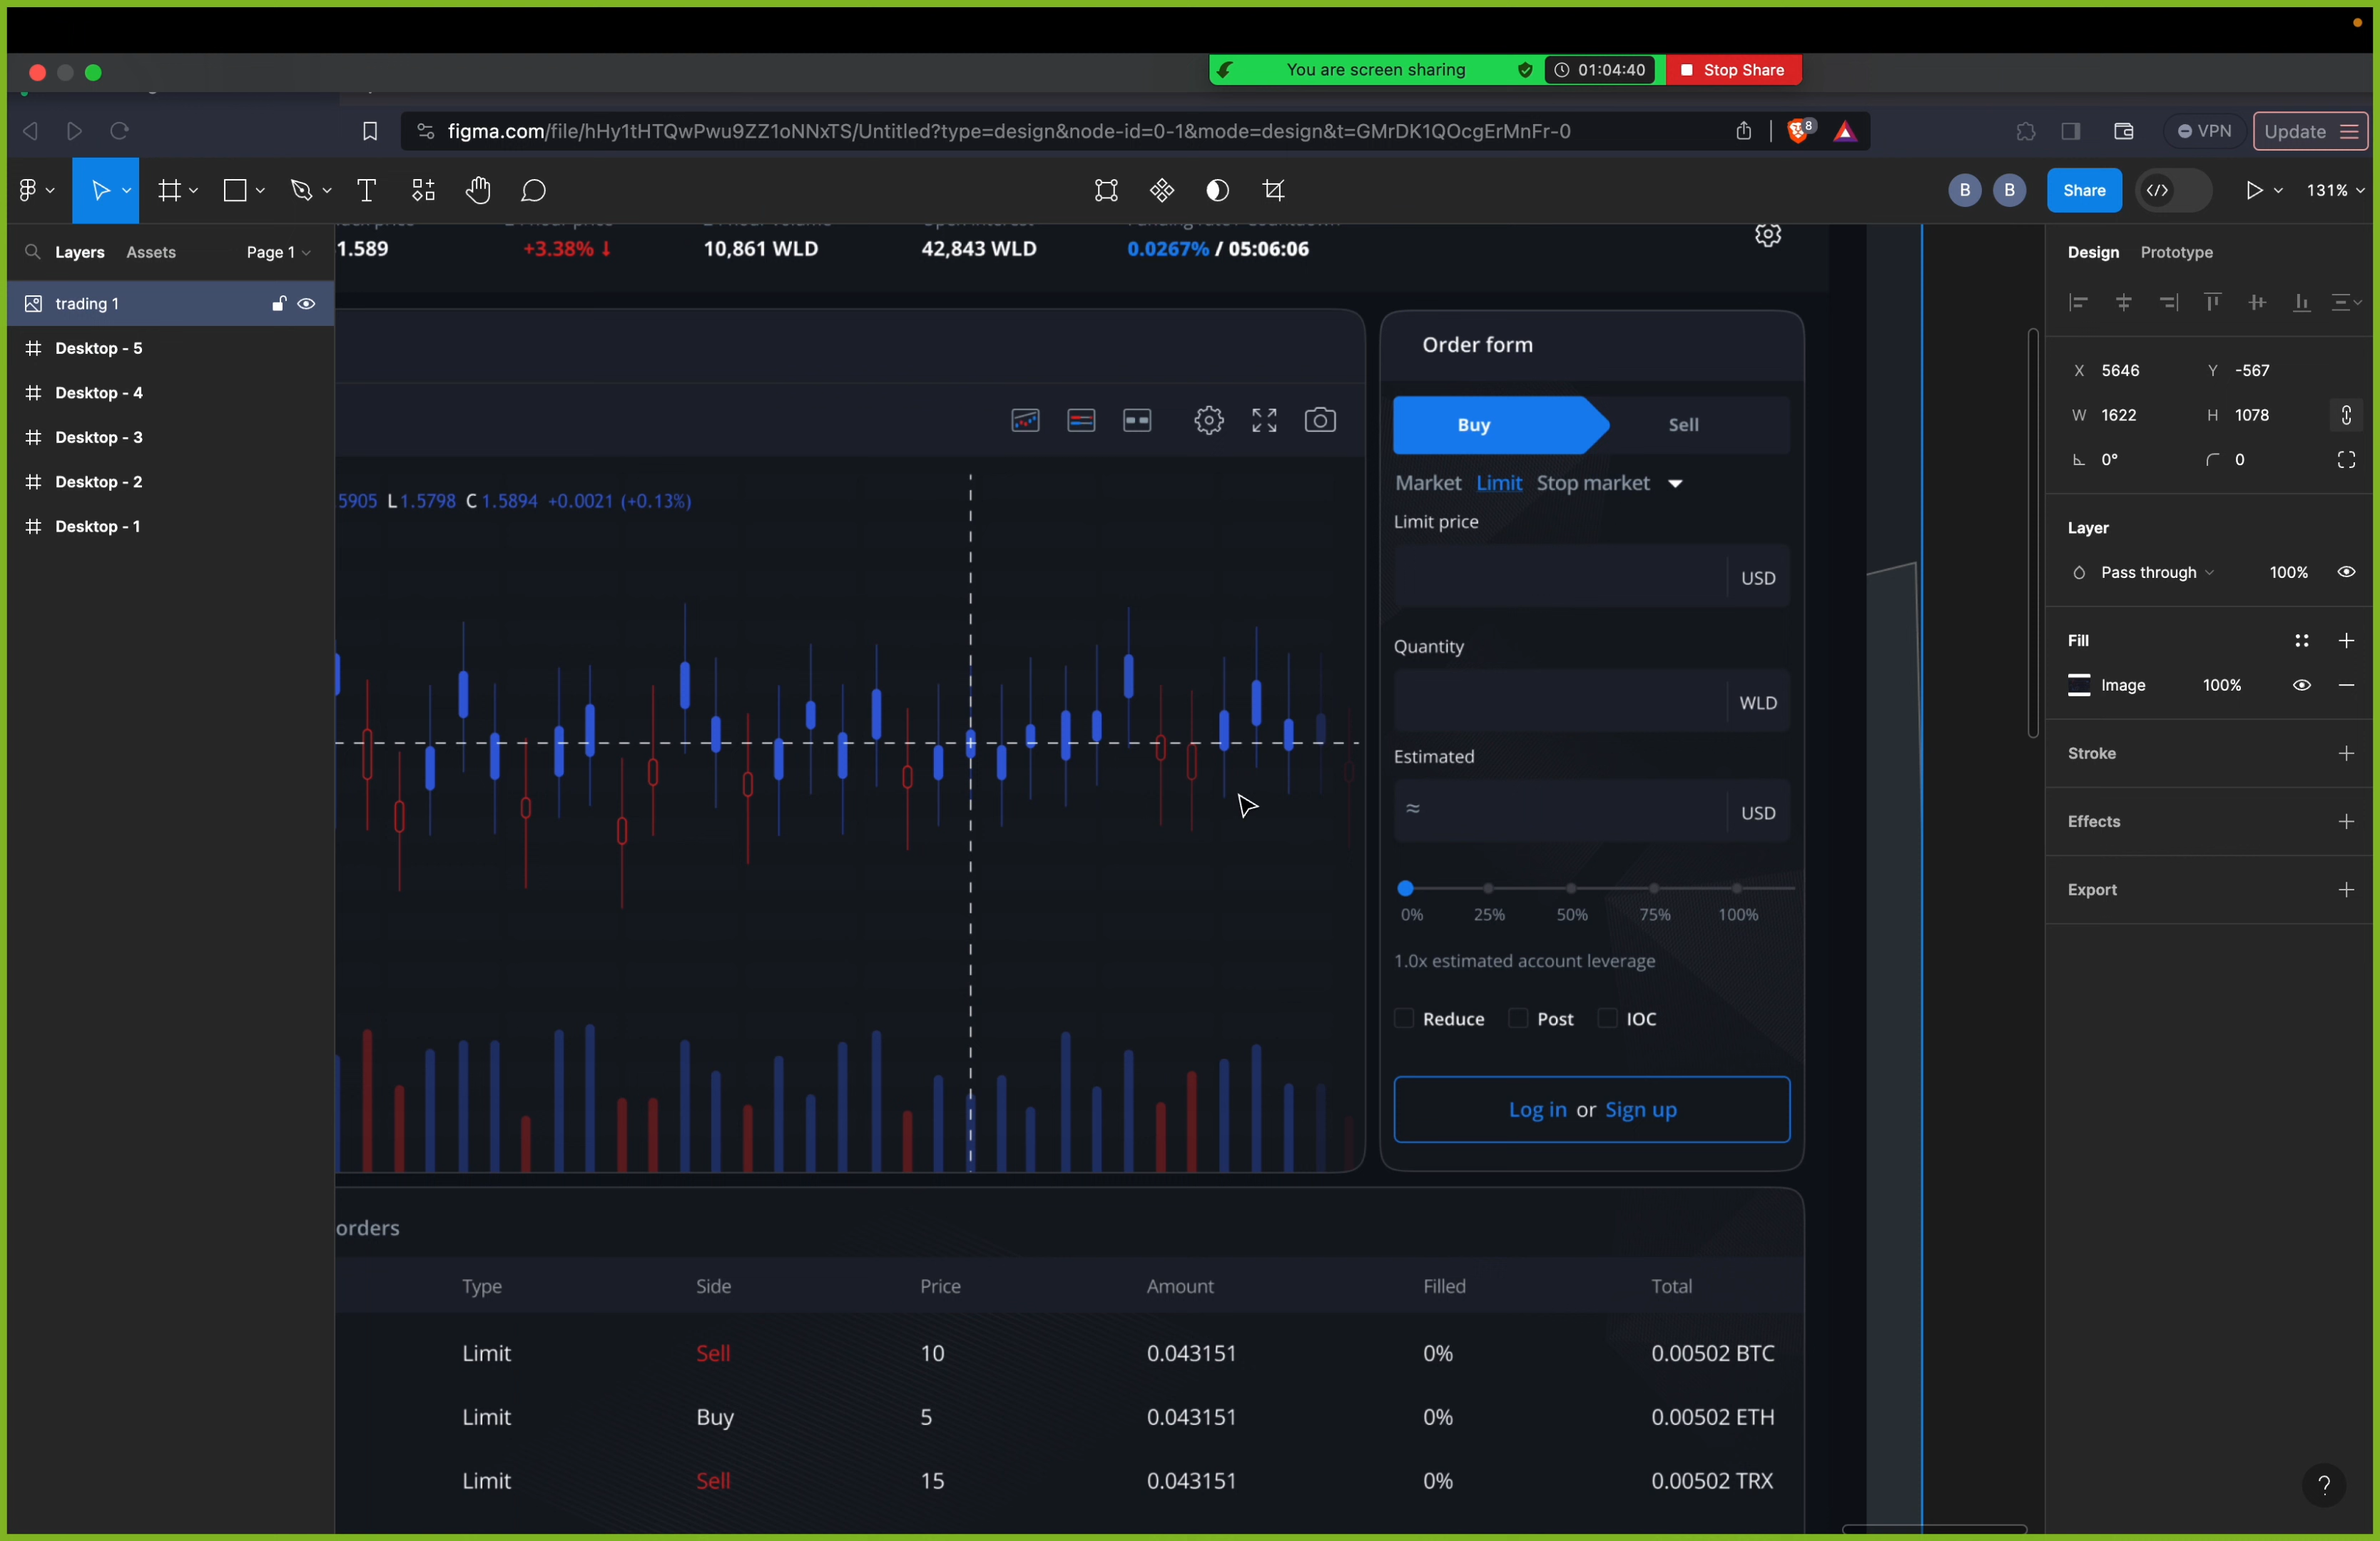 You are screen sharing 01:04:40 Stop Share
figma.com/file/hHy1tHTQwPwu9ZZ1oNNxTS/Untitled?type=design&node-id=0-1&mode=design&t=GMrDK1QOcgErMnFr-0
8
VPN
Update
B B Share 131%
Layers Assets Page 1
trading 1
Desktop - 5
Desktop - 4
Desktop - 3
Desktop - 2
Desktop - 1
1.589 +3.38% ↓ 10,861 WLD 42,843 WLD 0.0267% / 05:06:06
5905 L1.5798 C1.5894 +0.0021 (+0.13%)
Order form
Buy Sell
Market Limit Stop market
Limit price
USD
Quantity
WLD
Estimated
≈ USD
0% 25% 50% 75% 100%
1.0x estimated account leverage
Reduce Post IOC
Log in or Sign up
orders
Type Side Price Amount Filled Total
Limit Sell 10 0.043151 0% 0.00502 BTC
Limit Buy 5 0.043151 0% 0.00502 ETH
Limit Sell 15 0.043151 0% 0.00502 TRX
Design Prototype
X 5646 Y -567
W 1622 H 1078
0° 0
Layer
Pass through 100%
Fill
Image 100%
Stroke
Effects
Export
?